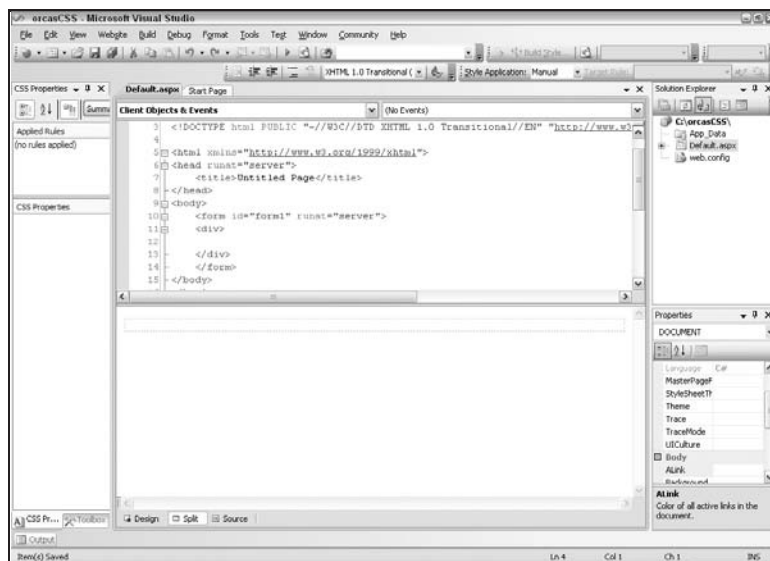 orcasCSS - Microsoft Visual Studio
File Edit View Website Build Debug Format Tools Test Window Community Help
Build Style...
XHTML 1.0 Transitional ( Style Application: Manual Target Rule:
CSS Properties
Summ
Applied Rules
(no rules applied)
CSS Properties
Default.aspx Start Page
Client Objects & Events (No Events)
3 <!DOCTYPE html PUBLIC "-//W3C//DTD XHTML 1.0 Transitional//EN" "http://www.w3
4
5 <html xmlns="http://www.w3.org/1999/xhtml">
6 <head runat="server">
7 <title>Untitled Page</title>
8 </head>
9 <body>
10 <form id="form1" runat="server">
11 <div>
12
13 </div>
14 </form>
15 </body>
Design Split Source
CSS Pr... Toolbox
Output
Solution Explorer
C:\orcasCSS\
App_Data
Default.aspx
web.config
Properties
DOCUMENT
Language C#
MasterPageF
StyleSheetTh
Theme
Trace
TraceMode
UICulture
Body
ALink
Background
ALink
Color of all active links in the
document.
Item(s) Saved Ln 4 Col 1 Ch 1 INS